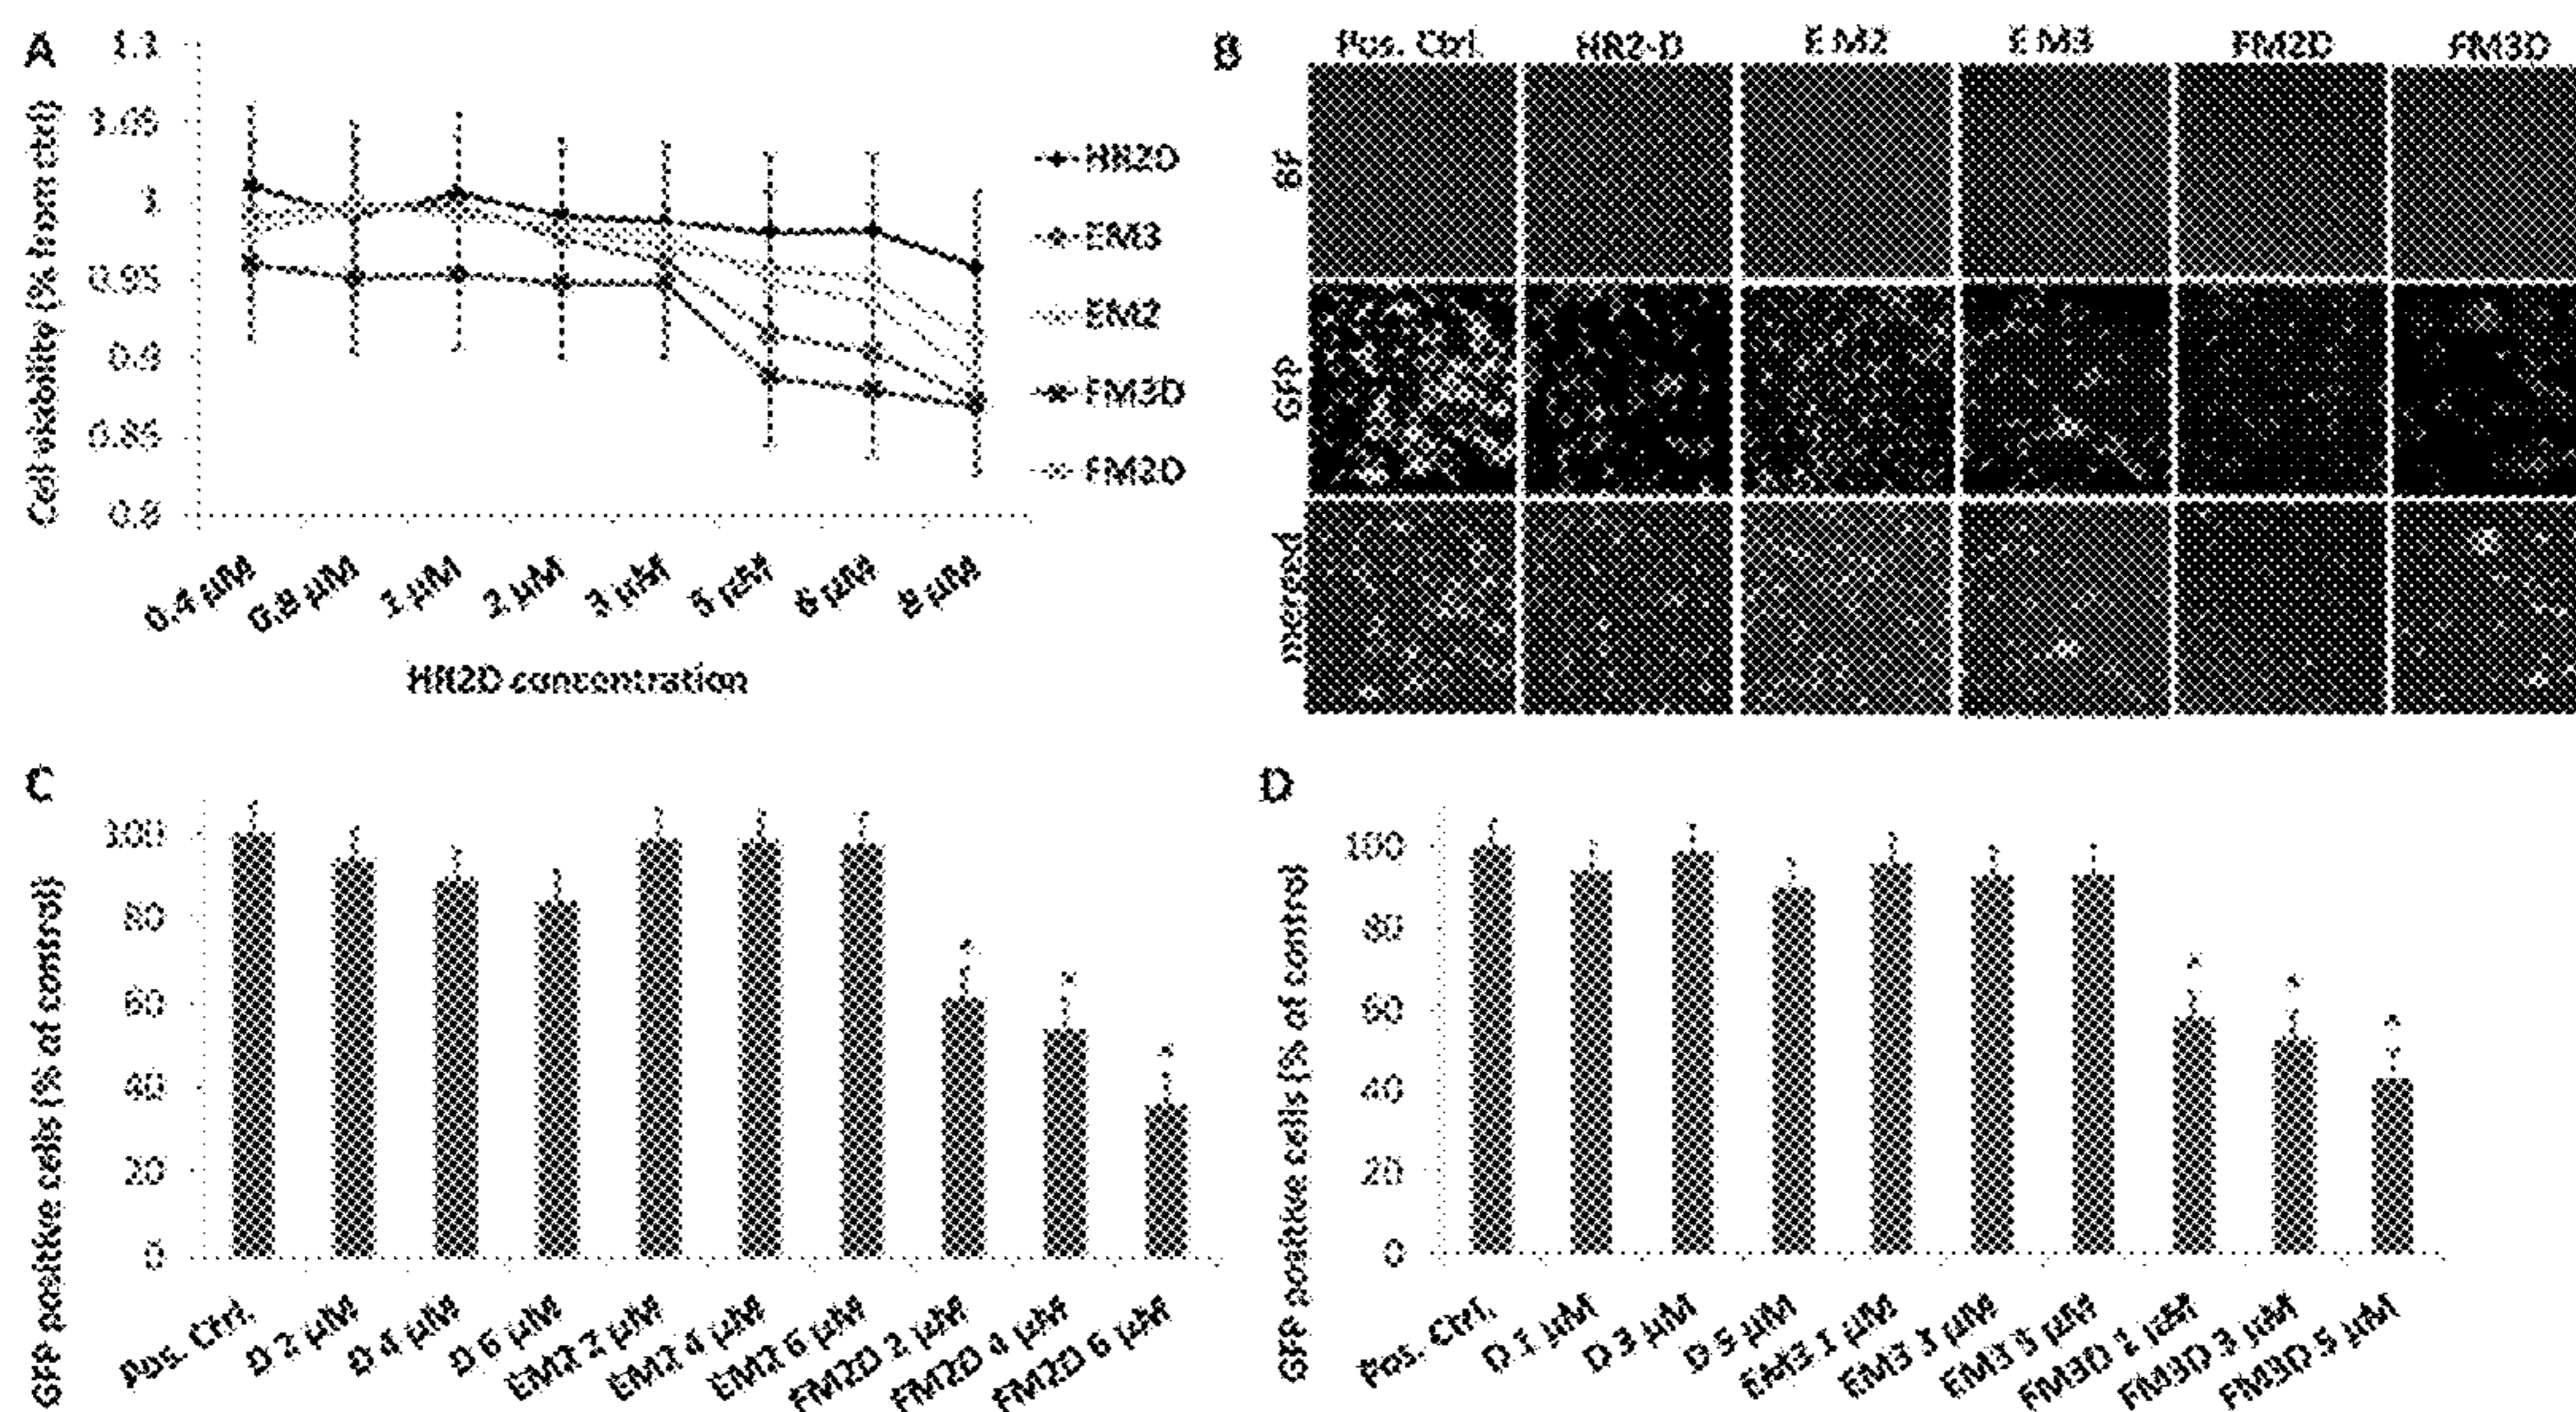 A
1.1
1.05
1
0.95
0.9
0.85
0.8
Cell viability (% from ctrl)
0.4 µM
0.8 µM
1 µM
2 µM
3 µM
5 µM
6 µM
8 µM
HR2D concentration
HR2D
EM3
EM2
FM3D
FM2D
B
Pos. Ctrl.
HR2-D
EM2
EM3
FM2D
FM3D
BF
GFP
merged
C
100
80
60
40
20
0
GFP positive cells (% of control)
Pos. Ctrl.
D 2 µM
D 4 µM
D 6 µM
EM2 2 µM
EM2 4 µM
EM2 6 µM
FM2D 2 µM
FM2D 4 µM
FM2D 6 µM
D
100
80
60
40
20
0
GFP positive cells (% of control)
Pos. Ctrl.
D 1 µM
D 3 µM
D 5 µM
EM3 1 µM
EM3 3 µM
EM3 5 µM
FM3D 1 µM
FM3D 3 µM
FM3D 5 µM